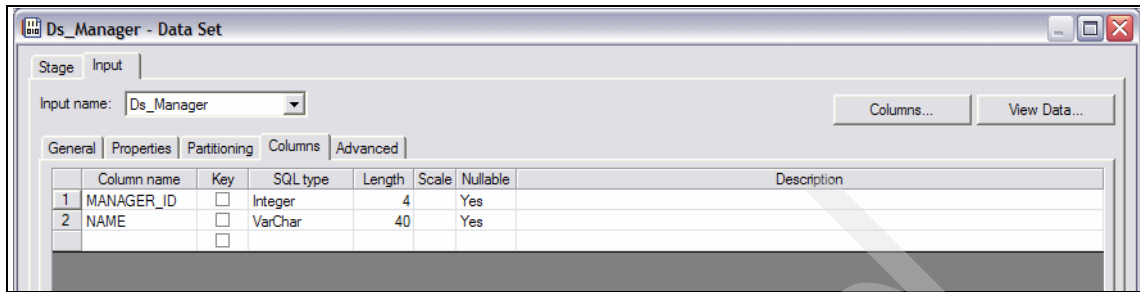 Ds_Manager - Data Set
Stage Input
Input name: Ds_Manager Columns... View Data...
General Properties Partitioning Columns Advanced
Column name Key SQL type Length Scale Nullable Description
1 MANAGER_ID Integer 4 Yes
2 NAME VarChar 40 Yes